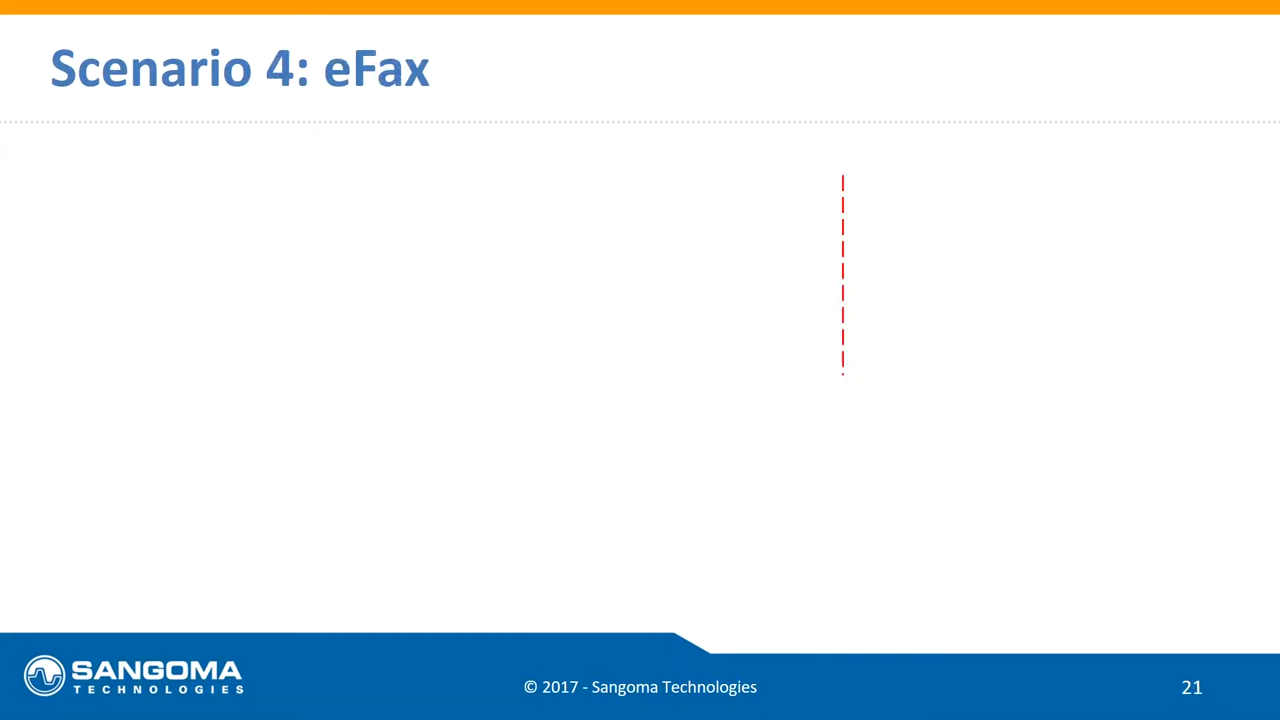 Scenario 4: eFax
SANGOMA
TECHNOLOGIES
© 2017 - Sangoma Technologies
21